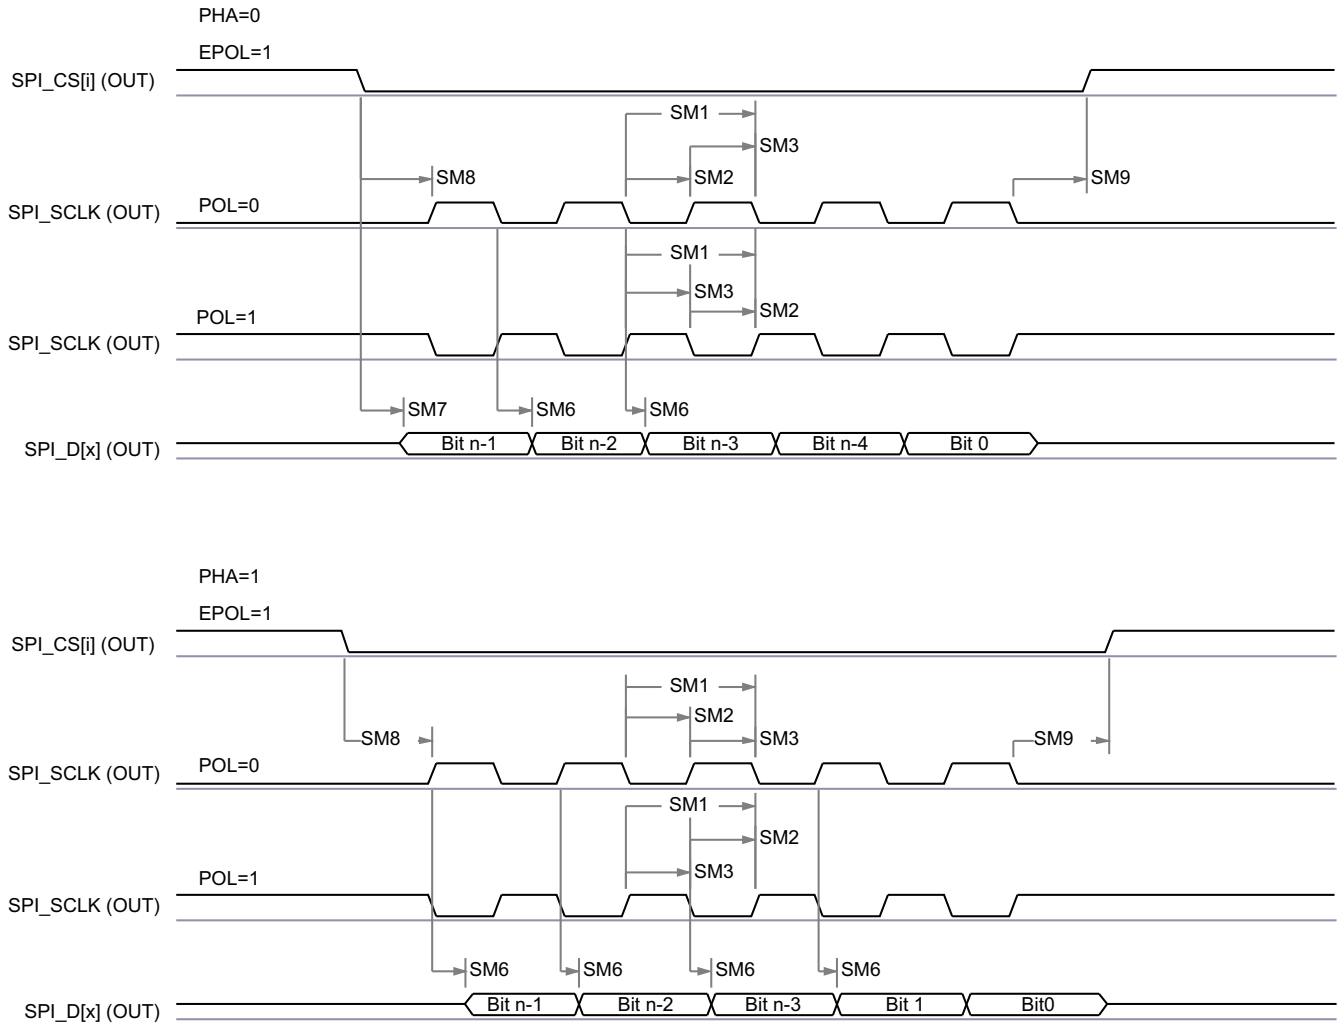 PHA=0
EPOL=1
SPI_CS[i] (OUT)
SM1
SM3
SM8
SM2
SM9
SPI_SCLK (OUT)
POL=0
SM1
SM3
SM2
POL=1
SPI_SCLK (OUT)
SM7
SM6
SM6
SPI_D[x] (OUT)
Bit n-1
Bit n-2
Bit n-3
Bit n-4
Bit 0
PHA=1
EPOL=1
SPI_CS[i] (OUT)
SM1
SM2
SM8
SM3
SM9
SPI_SCLK (OUT)
POL=0
SM1
SM2
SM3
POL=1
SPI_SCLK (OUT)
SM6
SM6
SM6
SM6
SPI_D[x] (OUT)
Bit n-1
Bit n-2
Bit n-3
Bit 1
Bit0